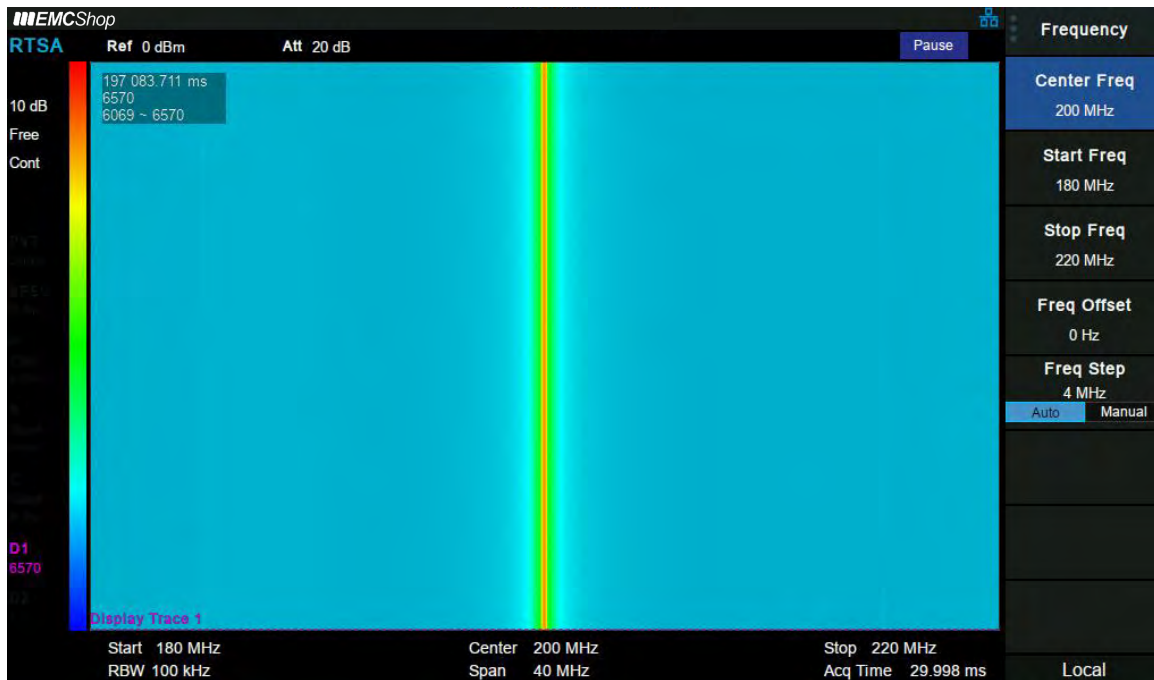 EMCShop
RTSA
Ref 0 dBm
Att 20 dB
Pause
10 dB
Free
Cont
197 083.711 ms
6570
6069 ~ 6570
D1
6570
D2
Display Trace 1
Start 180 MHz
Center 200 MHz
Stop 220 MHz
RBW 100 kHz
Span 40 MHz
Acq Time 29.998 ms
Frequency
Center Freq
200 MHz
Start Freq
180 MHz
Stop Freq
220 MHz
Freq Offset
0 Hz
Freq Step
4 MHz
Auto Manual
Local